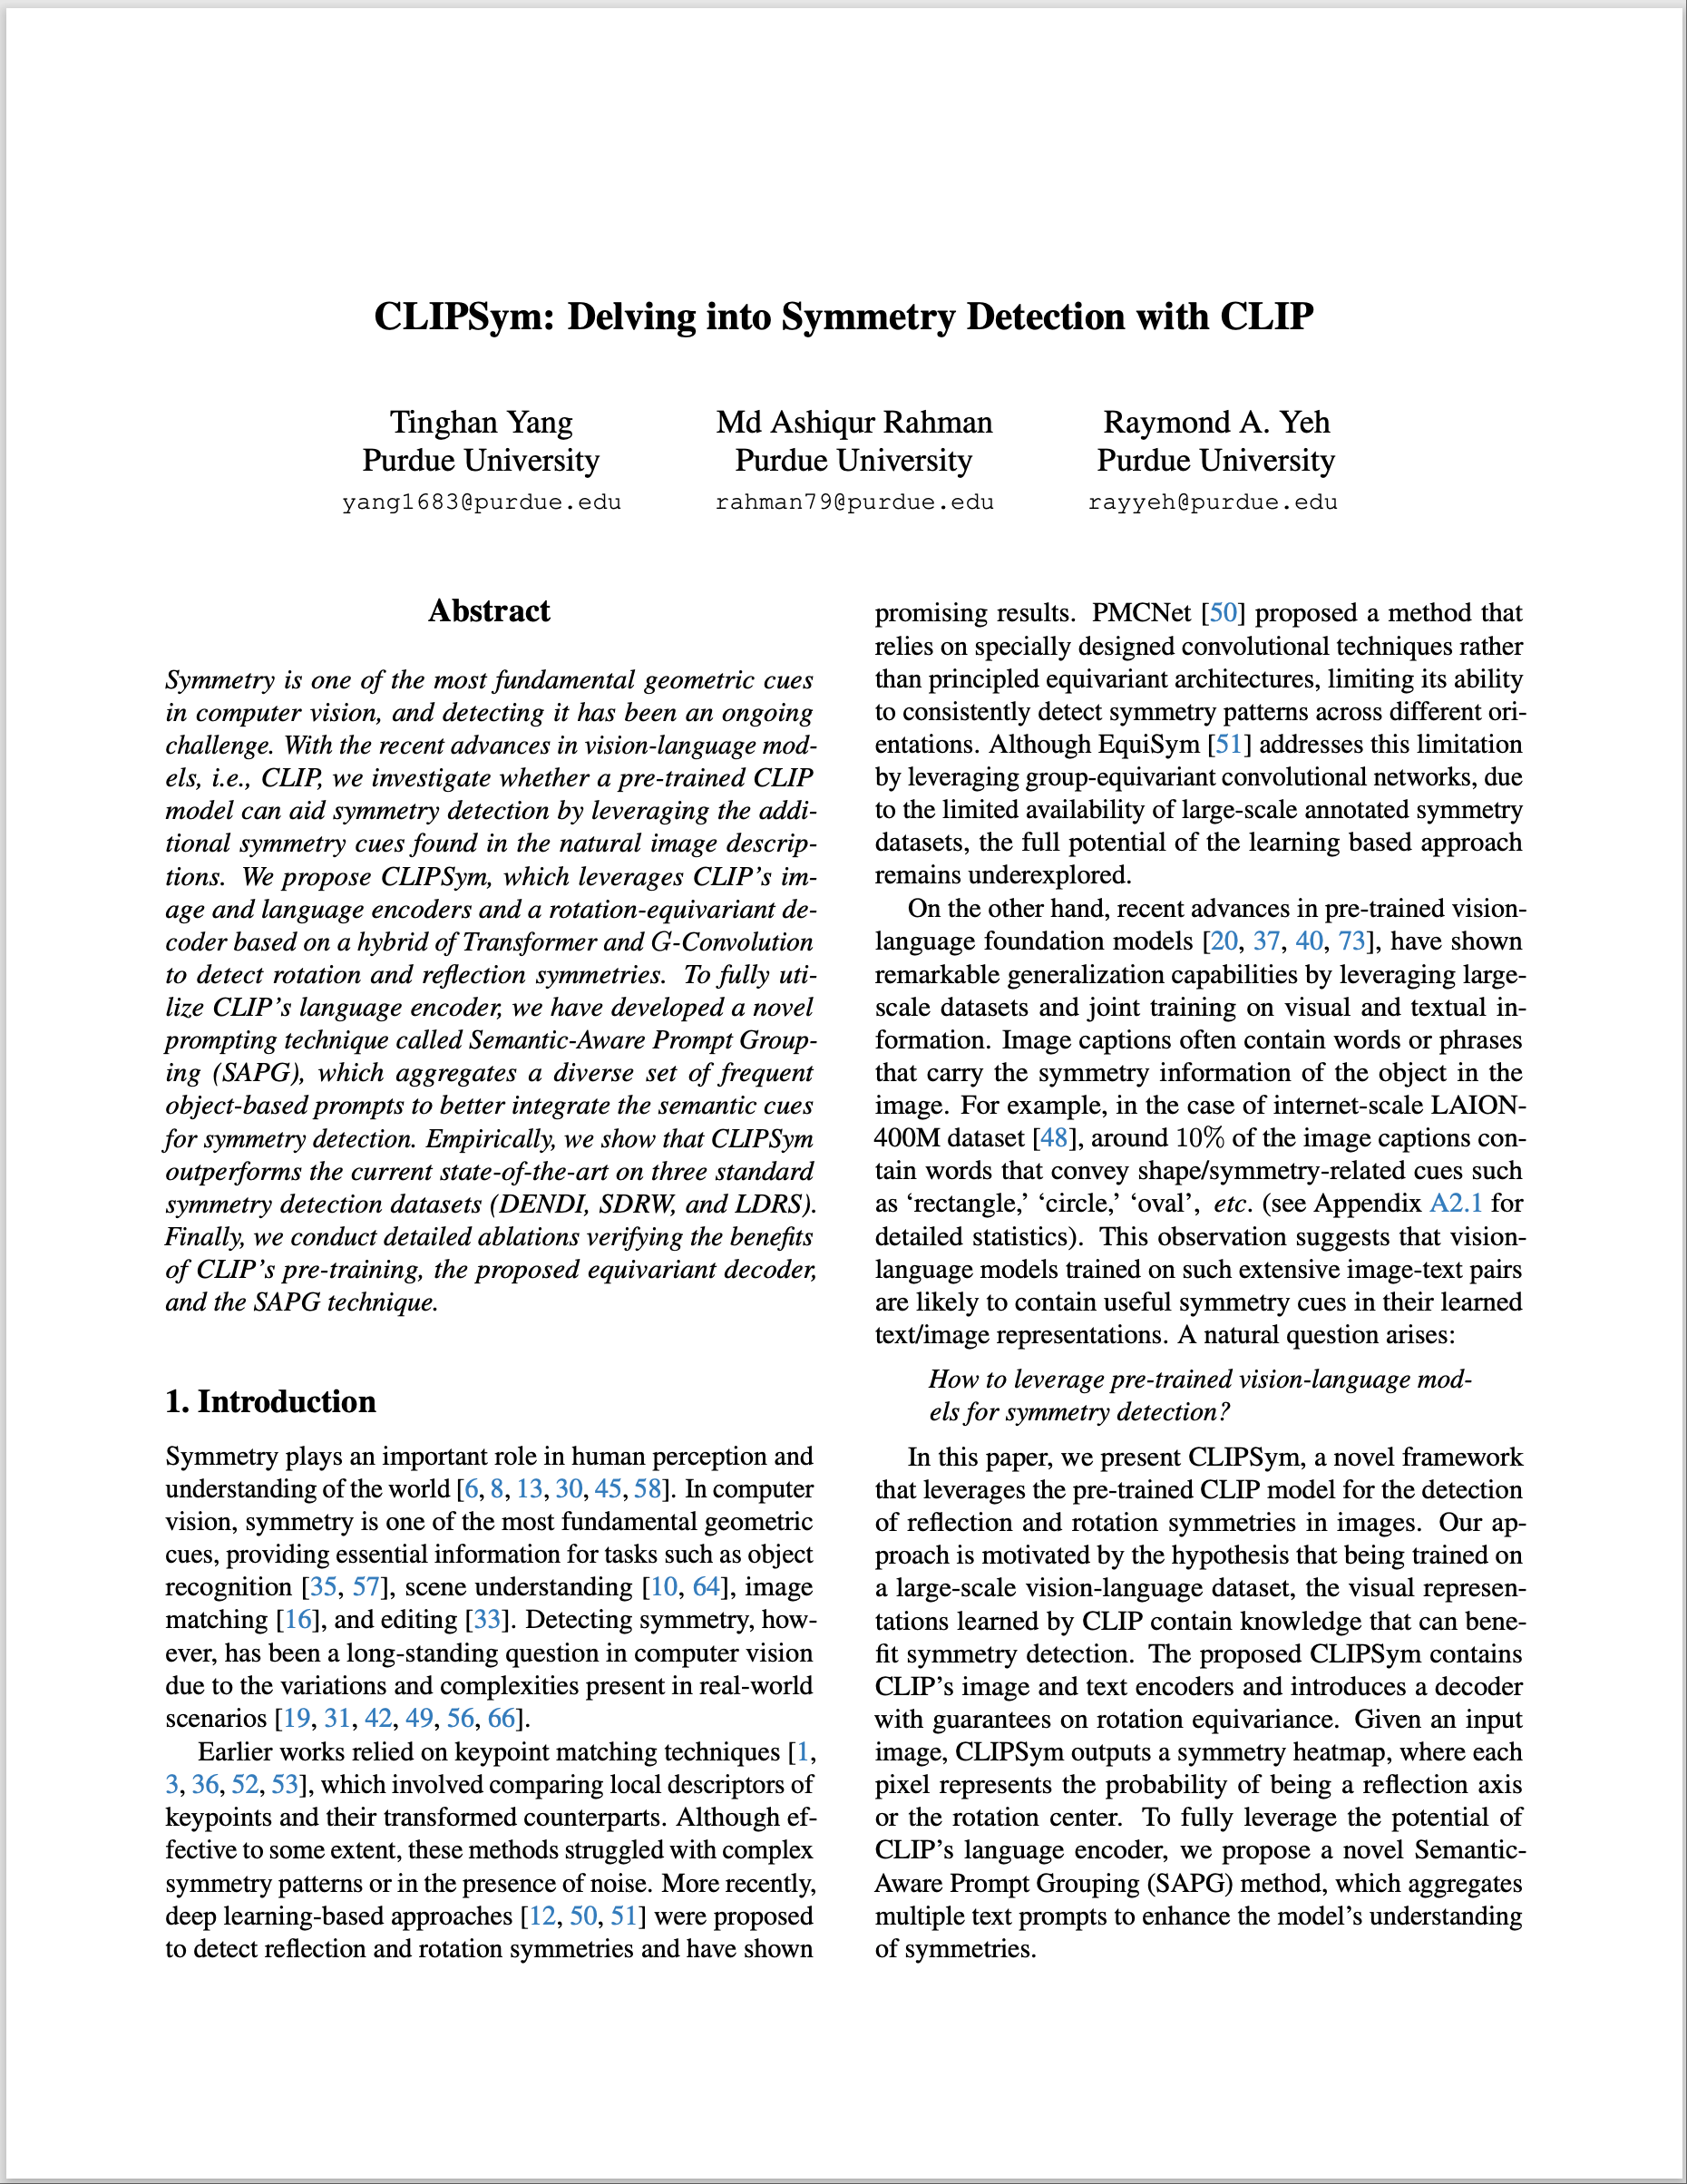 CLIPSym: Delving into Symmetry Detection with CLIP
Tinghan Yang
Purdue University
yang1683@purdue.edu
Md Ashiqur Rahman
Purdue University
rahman79@purdue.edu
Raymond A. Yeh
Purdue University
rayyeh@purdue.edu
Abstract
Symmetry is one of the most fundamental geometric cues
in computer vision, and detecting it has been an ongoing
challenge. With the recent advances in vision-language mod-
els, i.e., CLIP, we investigate whether a pre-trained CLIP
model can aid symmetry detection by leveraging the addi-
tional symmetry cues found in the natural image descrip-
tions. We propose CLIPSym, which leverages CLIP’s im-
age and language encoders and a rotation-equivariant de-
coder based on a hybrid of Transformer and G-Convolution
to detect rotation and reflection symmetries. To fully uti-
lize CLIP’s language encoder, we have developed a novel
prompting technique called Semantic-Aware Prompt Group-
ing (SAPG), which aggregates a diverse set of frequent
object-based prompts to better integrate the semantic cues
for symmetry detection. Empirically, we show that CLIPSym
outperforms the current state-of-the-art on three standard
symmetry detection datasets (DENDI, SDRW, and LDRS).
Finally, we conduct detailed ablations verifying the benefits
of CLIP’s pre-training, the proposed equivariant decoder,
and the SAPG technique.
1. Introduction
Symmetry plays an important role in human perception and
understanding of the world [6, 8, 13, 30, 45, 58]. In computer
vision, symmetry is one of the most fundamental geometric
cues, providing essential information for tasks such as object
recognition [35, 57], scene understanding [10, 64], image
matching [16], and editing [33]. Detecting symmetry, how-
ever, has been a long-standing question in computer vision
due to the variations and complexities present in real-world
scenarios [19, 31, 42, 49, 56, 66].
Earlier works relied on keypoint matching techniques [1,
3, 36, 52, 53], which involved comparing local descriptors of
keypoints and their transformed counterparts. Although ef-
fective to some extent, these methods struggled with complex
symmetry patterns or in the presence of noise. More recently,
deep learning-based approaches [12, 50, 51] were proposed
to detect reflection and rotation symmetries and have shown
promising results. PMCNet [50] proposed a method that
relies on specially designed convolutional techniques rather
than principled equivariant architectures, limiting its ability
to consistently detect symmetry patterns across different ori-
entations. Although EquiSym [51] addresses this limitation
by leveraging group-equivariant convolutional networks, due
to the limited availability of large-scale annotated symmetry
datasets, the full potential of the learning based approach
remains underexplored.
On the other hand, recent advances in pre-trained vision-
language foundation models [20, 37, 40, 73], have shown
remarkable generalization capabilities by leveraging large-
scale datasets and joint training on visual and textual in-
formation. Image captions often contain words or phrases
that carry the symmetry information of the object in the
image. For example, in the case of internet-scale LAION-
400M dataset [48], around 10% of the image captions con-
tain words that convey shape/symmetry-related cues such
as ‘rectangle,’ ‘circle,’ ‘oval’, etc. (see Appendix A2.1 for
detailed statistics). This observation suggests that vision-
language models trained on such extensive image-text pairs
are likely to contain useful symmetry cues in their learned
text/image representations. A natural question arises:
How to leverage pre-trained vision-language mod-
els for symmetry detection?
In this paper, we present CLIPSym, a novel framework
that leverages the pre-trained CLIP model for the detection
of reflection and rotation symmetries in images. Our ap-
proach is motivated by the hypothesis that being trained on
a large-scale vision-language dataset, the visual represen-
tations learned by CLIP contain knowledge that can bene-
fit symmetry detection. The proposed CLIPSym contains
CLIP’s image and text encoders and introduces a decoder
with guarantees on rotation equivariance. Given an input
image, CLIPSym outputs a symmetry heatmap, where each
pixel represents the probability of being a reflection axis
or the rotation center. To fully leverage the potential of
CLIP’s language encoder, we propose a novel Semantic-
Aware Prompt Grouping (SAPG) method, which aggregates
multiple text prompts to enhance the model’s understanding
of symmetries.